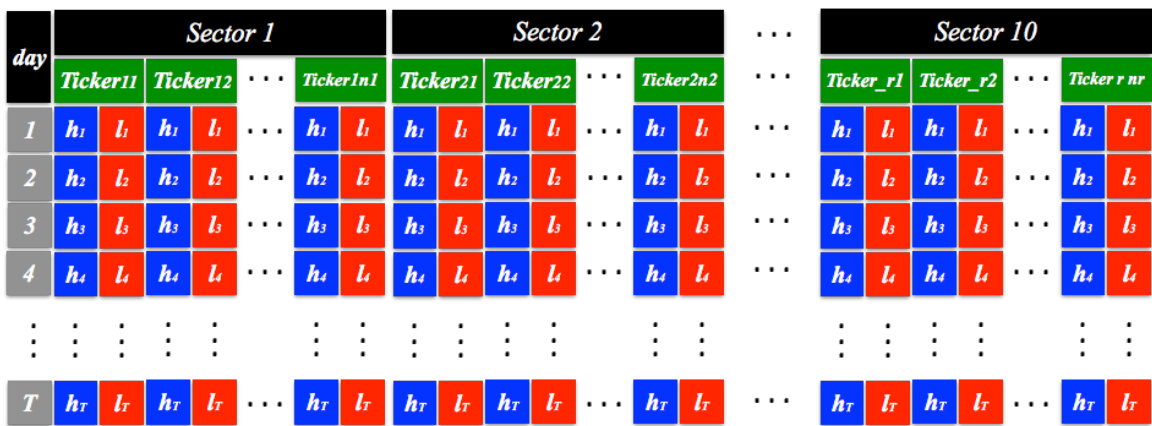 day Sector 1 Sector 2 ... Sector 10
Ticker11 Ticker12 ... Ticker1n1 Ticker21 Ticker22 ... Ticker2n2 ... Ticker_r1 Ticker_r2 ... Ticker r nr
1 h1 l1 h1 l1 ... h1 l1 h1 l1 h1 l1 ... h1 l1 ... h1 l1 h1 l1 ... h1 l1
2 h2 l2 h2 l2 ... h2 l2 h2 l2 h2 l2 ... h2 l2 ... h2 l2 h2 l2 ... h2 l2
3 h3 l3 h3 l3 ... h3 l3 h3 l3 h3 l3 ... h3 l3 ... h3 l3 h3 l3 ... h3 l3
4 h4 l4 h4 l4 ... h4 l4 h4 l4 h4 l4 ... h4 l4 ... h4 l4 h4 l4 ... h4 l4
T hT lT hT lT ... hT lT hT lT hT lT ... hT lT ... hT lT hT lT ... hT lT